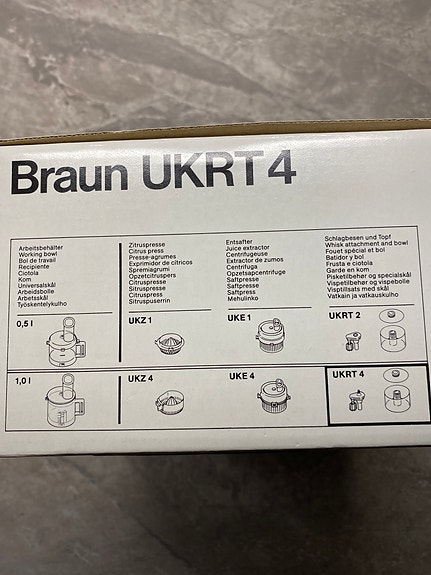 Braun UKRT 4
Arbeitsbehälter
Working bowl
Bol de travail
Recipiente
Ciotola
Kom
Universalskål
Arbeidsbolle
Arbetsskål
Työskentelykulho
Zitruspresse
Citrus press
Presse-agrumes
Exprimidor de cítricos
Spremiagrumi
Opzetcitruspers
Citruspresse
Sitruspresse
Citruspress
Sitruspuserrin
Entsafter
Juice extractor
Centrifugeuse
Extractor de zumos
Centrifuga
Opzetsapcentrifuge
Saftpresse
Saftpresse
Saftpress
Mehulinko
Schlagbesen und Topf
Whisk attachment and bowl
Fouet spécial et bol
Batidor y bol
Frusta e ciotola
Garde en kom
Pisketilbehør og specialskål
Vispetilbehør og vispebolle
Visptillsats med skål
Vatkain ja vatkauskulho
0,5 l
UKZ 1
UKE 1
UKRT 2
1,0 l
UKZ 4
UKE 4
UKRT 4